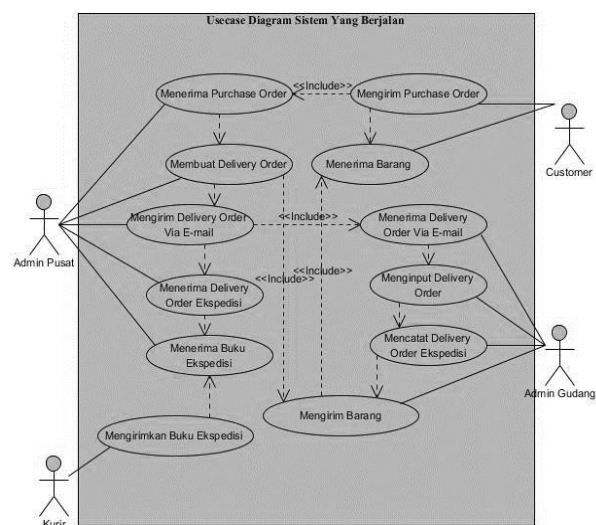 Usecase Diagram Sistem Yang Berjalan
Menerima Purchase Order
<<Include>>
Mengirim Purchase Order
Membuat Delivery Order
Menerima Barang
Customer
Mengirim Delivery Order
Via E-mail
<<Include>>
Menerima Delivery
Order Via E-mail
Admin Pusat
Menerima Delivery
Order Ekspedisi
<<Include>>
<<Include>>
Menginput Delivery
Order
Menerima Buku
Ekspedisi
Mencatat Delivery
Order Ekspedisi
Admin Gudang
Mengirim Barang
Mengirimkan Buku Ekspedisi
Kurir